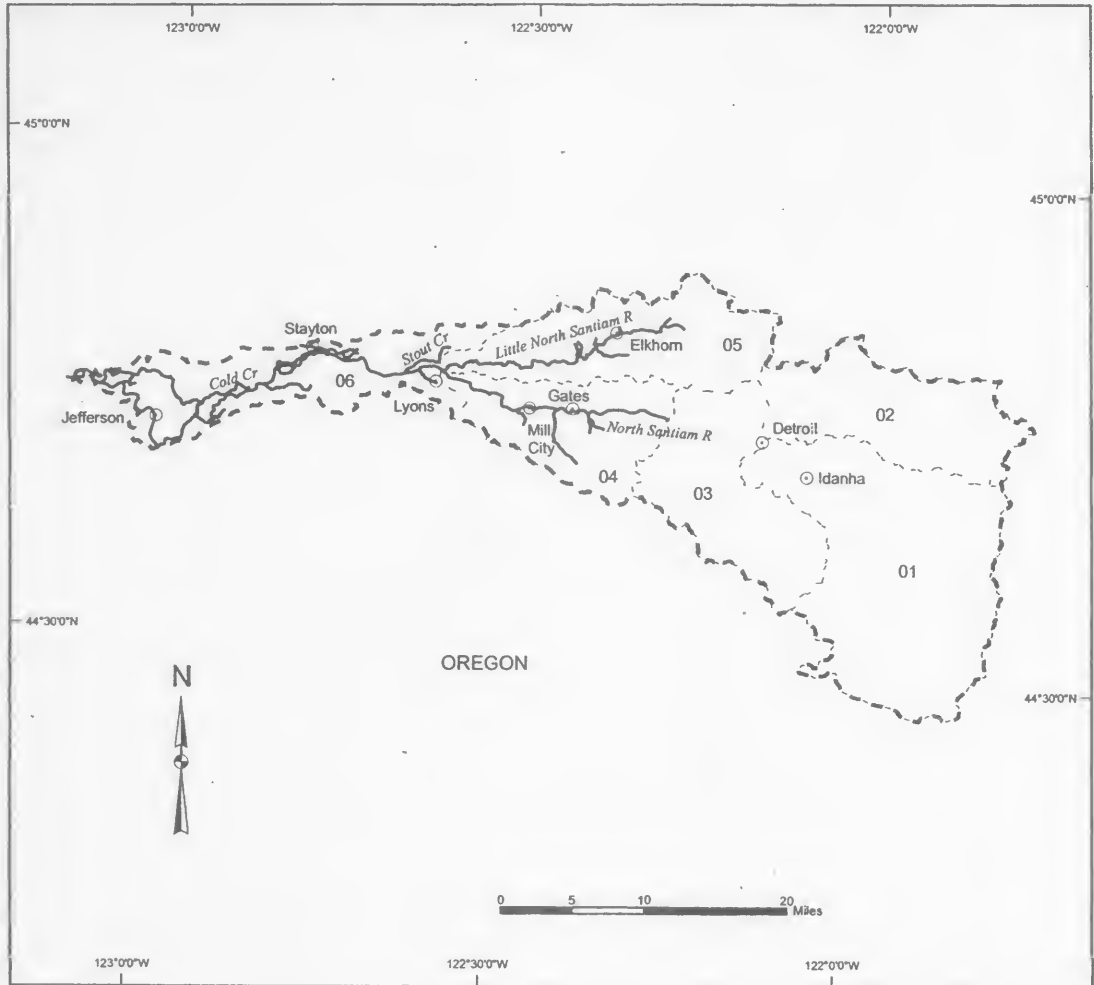 123°0'0"W 122°30'0"W 122°0'0"W
45°0'0"N
45°0'0"N
Stayton
Stout Cr
Little North Santiam R
Elkhorn
05
Cold Cr
06
Lyons
Gates
02
Jefferson
Mill
City
North Santiam R
Detroit
Idanha
04
03
01
44°30'0"N
OREGON
N
44°30'0"N
0 5 10 20
Miles
123°0'0"W 122°30'0"W 122°0'0"W